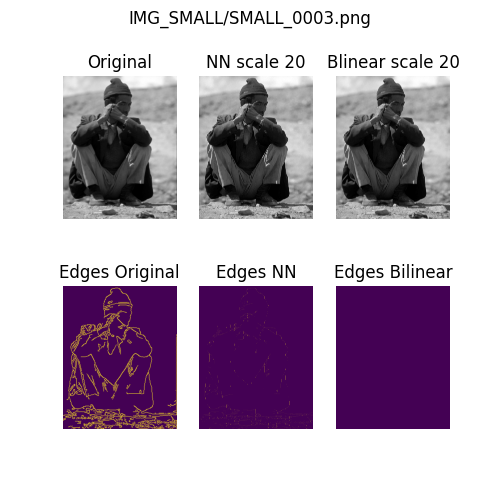 IMG_SMALL/SMALL_0003.png
Original
NN scale 20
Blinear scale 20
Edges Original
Edges NN
Edges Bilinear